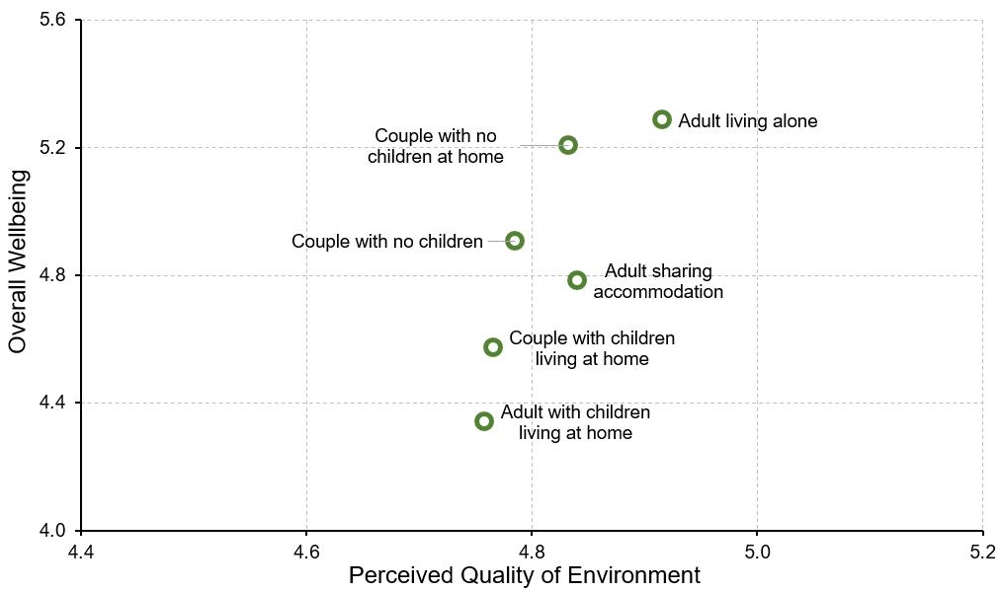 5.6
5.2
4.8
4.4
4.0
4.4
4.6
4.8
5.0
5.2
Overall Wellbeing
Perceived Quality of Environment
Adult living alone
Couple with no
children at home
Couple with no children
Adult sharing
accommodation
Couple with children
living at home
Adult with children
living at home